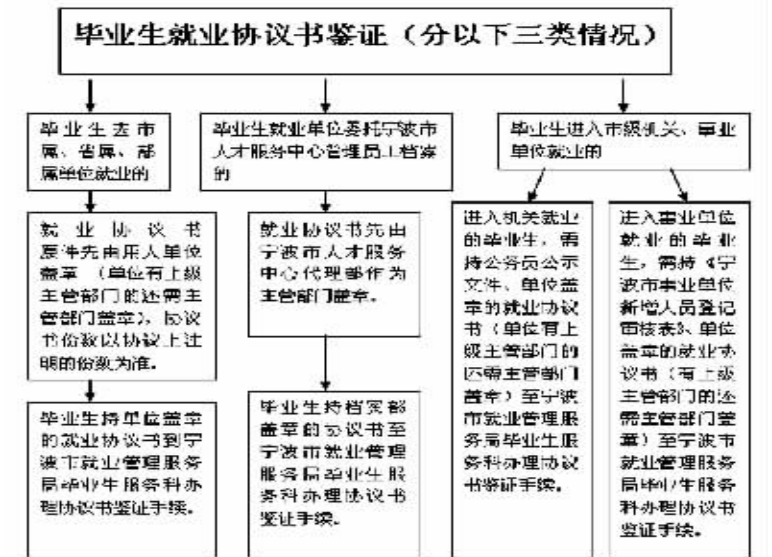 毕业生就业协议书鉴证（分以下三类情况）
毕业生去市
属、省属、部
属单位就业的
毕业生就业单位委托宁波市
人才服务中心管理员工档案
的
毕业生进入市级机关、事业
单位就业的
就业协议书
原件先由用人单位
盖章（单位有上级
主管部门的还需主
管部门盖章），协议
书份数以协议上注
明的份数为准。
毕业生持单位盖章
的就业协议书到宁
波市就业管理服务
局毕业生服务科办
理协议书鉴证手续。
就业协议书先由
宁波市人才服务
中心代理部作为
主管部门盖章。
毕业生持档案部
盖章的协议书至
宁波市就业管理
服务局毕业生服
务科办理协议书
鉴证手续。
进入机关就业
的毕业生，需
持公务员公示
文件、单位盖
章的就业协议
书（单位有上
级主管部门的
还需主管部门
盖章）至宁波
市就业管理服
务局毕业生服
务科办理协议
书鉴证手续。
进入事业单位
就业的毕业
生，需持《宁
波市事业单位
新增人员登记
审核表》、单位
盖章的就业协
议书（有上级
主管部门的还
需主管部门盖
章）至宁波市
就业管理服务
局毕业生服务
科办理协议书
鉴证手续。